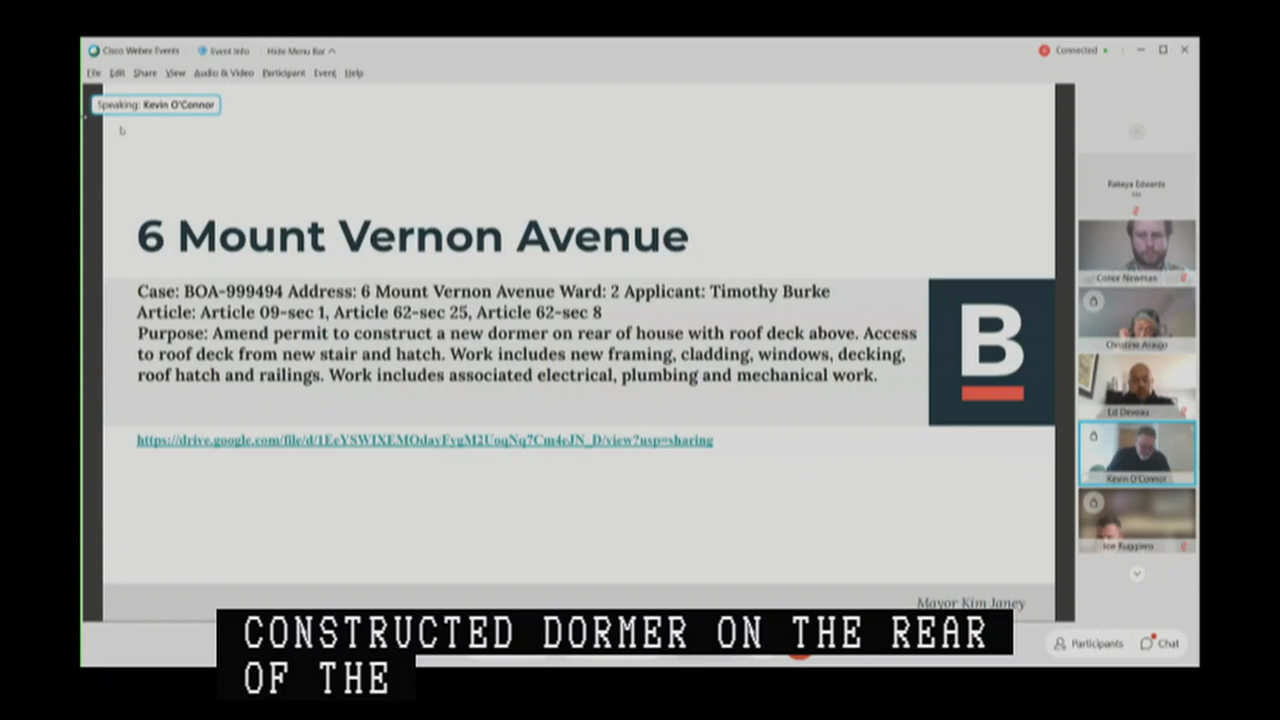 Cisco Webex Events Event Info Hide Menu Bar Connected
File Edit Share View Audio & Video Participant Event Help
Speaking: Kevin O'Connor
Rakeya Edwards
Me
6 Mount Vernon Avenue
Case: BOA-999494 Address: 6 Mount Vernon Avenue Ward: 2 Applicant: Timothy Burke
Article: Article 09-sec 1, Article 62-sec 25, Article 62-sec 8
Purpose: Amend permit to construct a new dormer on rear of house with roof deck above. Access
to roof deck from new stair and hatch. Work includes new framing, cladding, windows, decking,
roof hatch and railings. Work includes associated electrical, plumbing and mechanical work.
B
Conor Newman
Christine Araujo
Ed Deveau
Kevin O'Connor
Joe Ruggiero
Mayor Kim Janey
CONSTRUCTED DORMER ON THE REAR
OF THE
Participants Chat